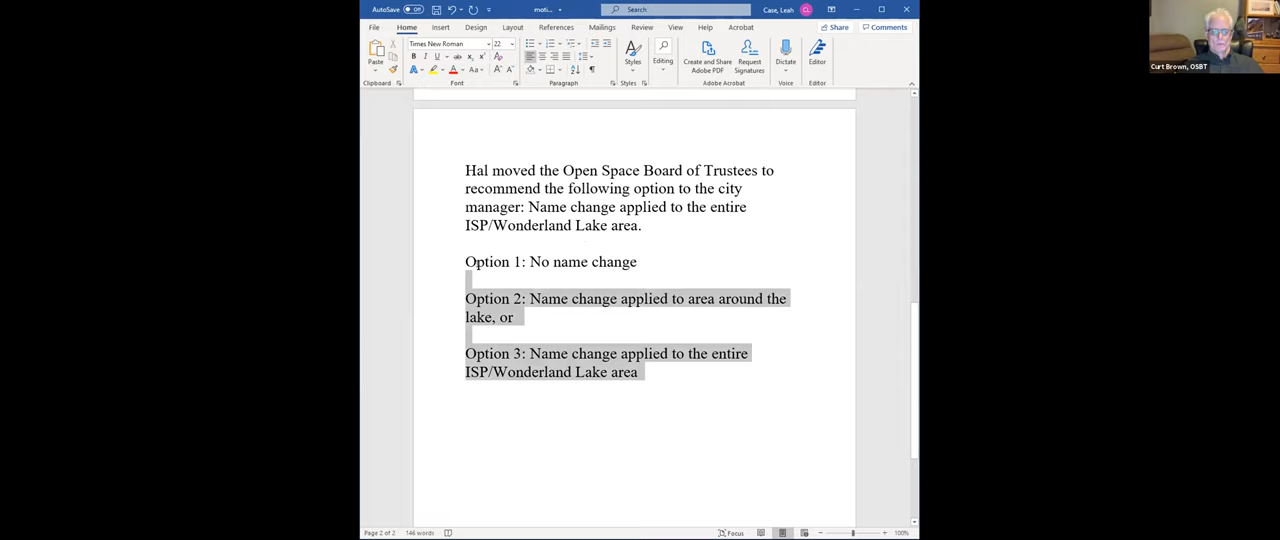 AutoSave Off moti... Search Case, Leah CL
File Home Insert Design Layout References Mailings Review View Help Acrobat Share Comments
Times New Roman 22
Paste Styles Editing Create and Share Adobe PDF Request Signatures Dictate Editor
Clipboard Font Paragraph Styles Adobe Acrobat Voice Editor
Curt Brown, OSBT
Hal moved the Open Space Board of Trustees to
recommend the following option to the city
manager: Name change applied to the entire
ISP/Wonderland Lake area.
Option 1: No name change
Option 2: Name change applied to area around the
lake, or
Option 3: Name change applied to the entire
ISP/Wonderland Lake area
Page 2 of 2 146 words Focus 100%